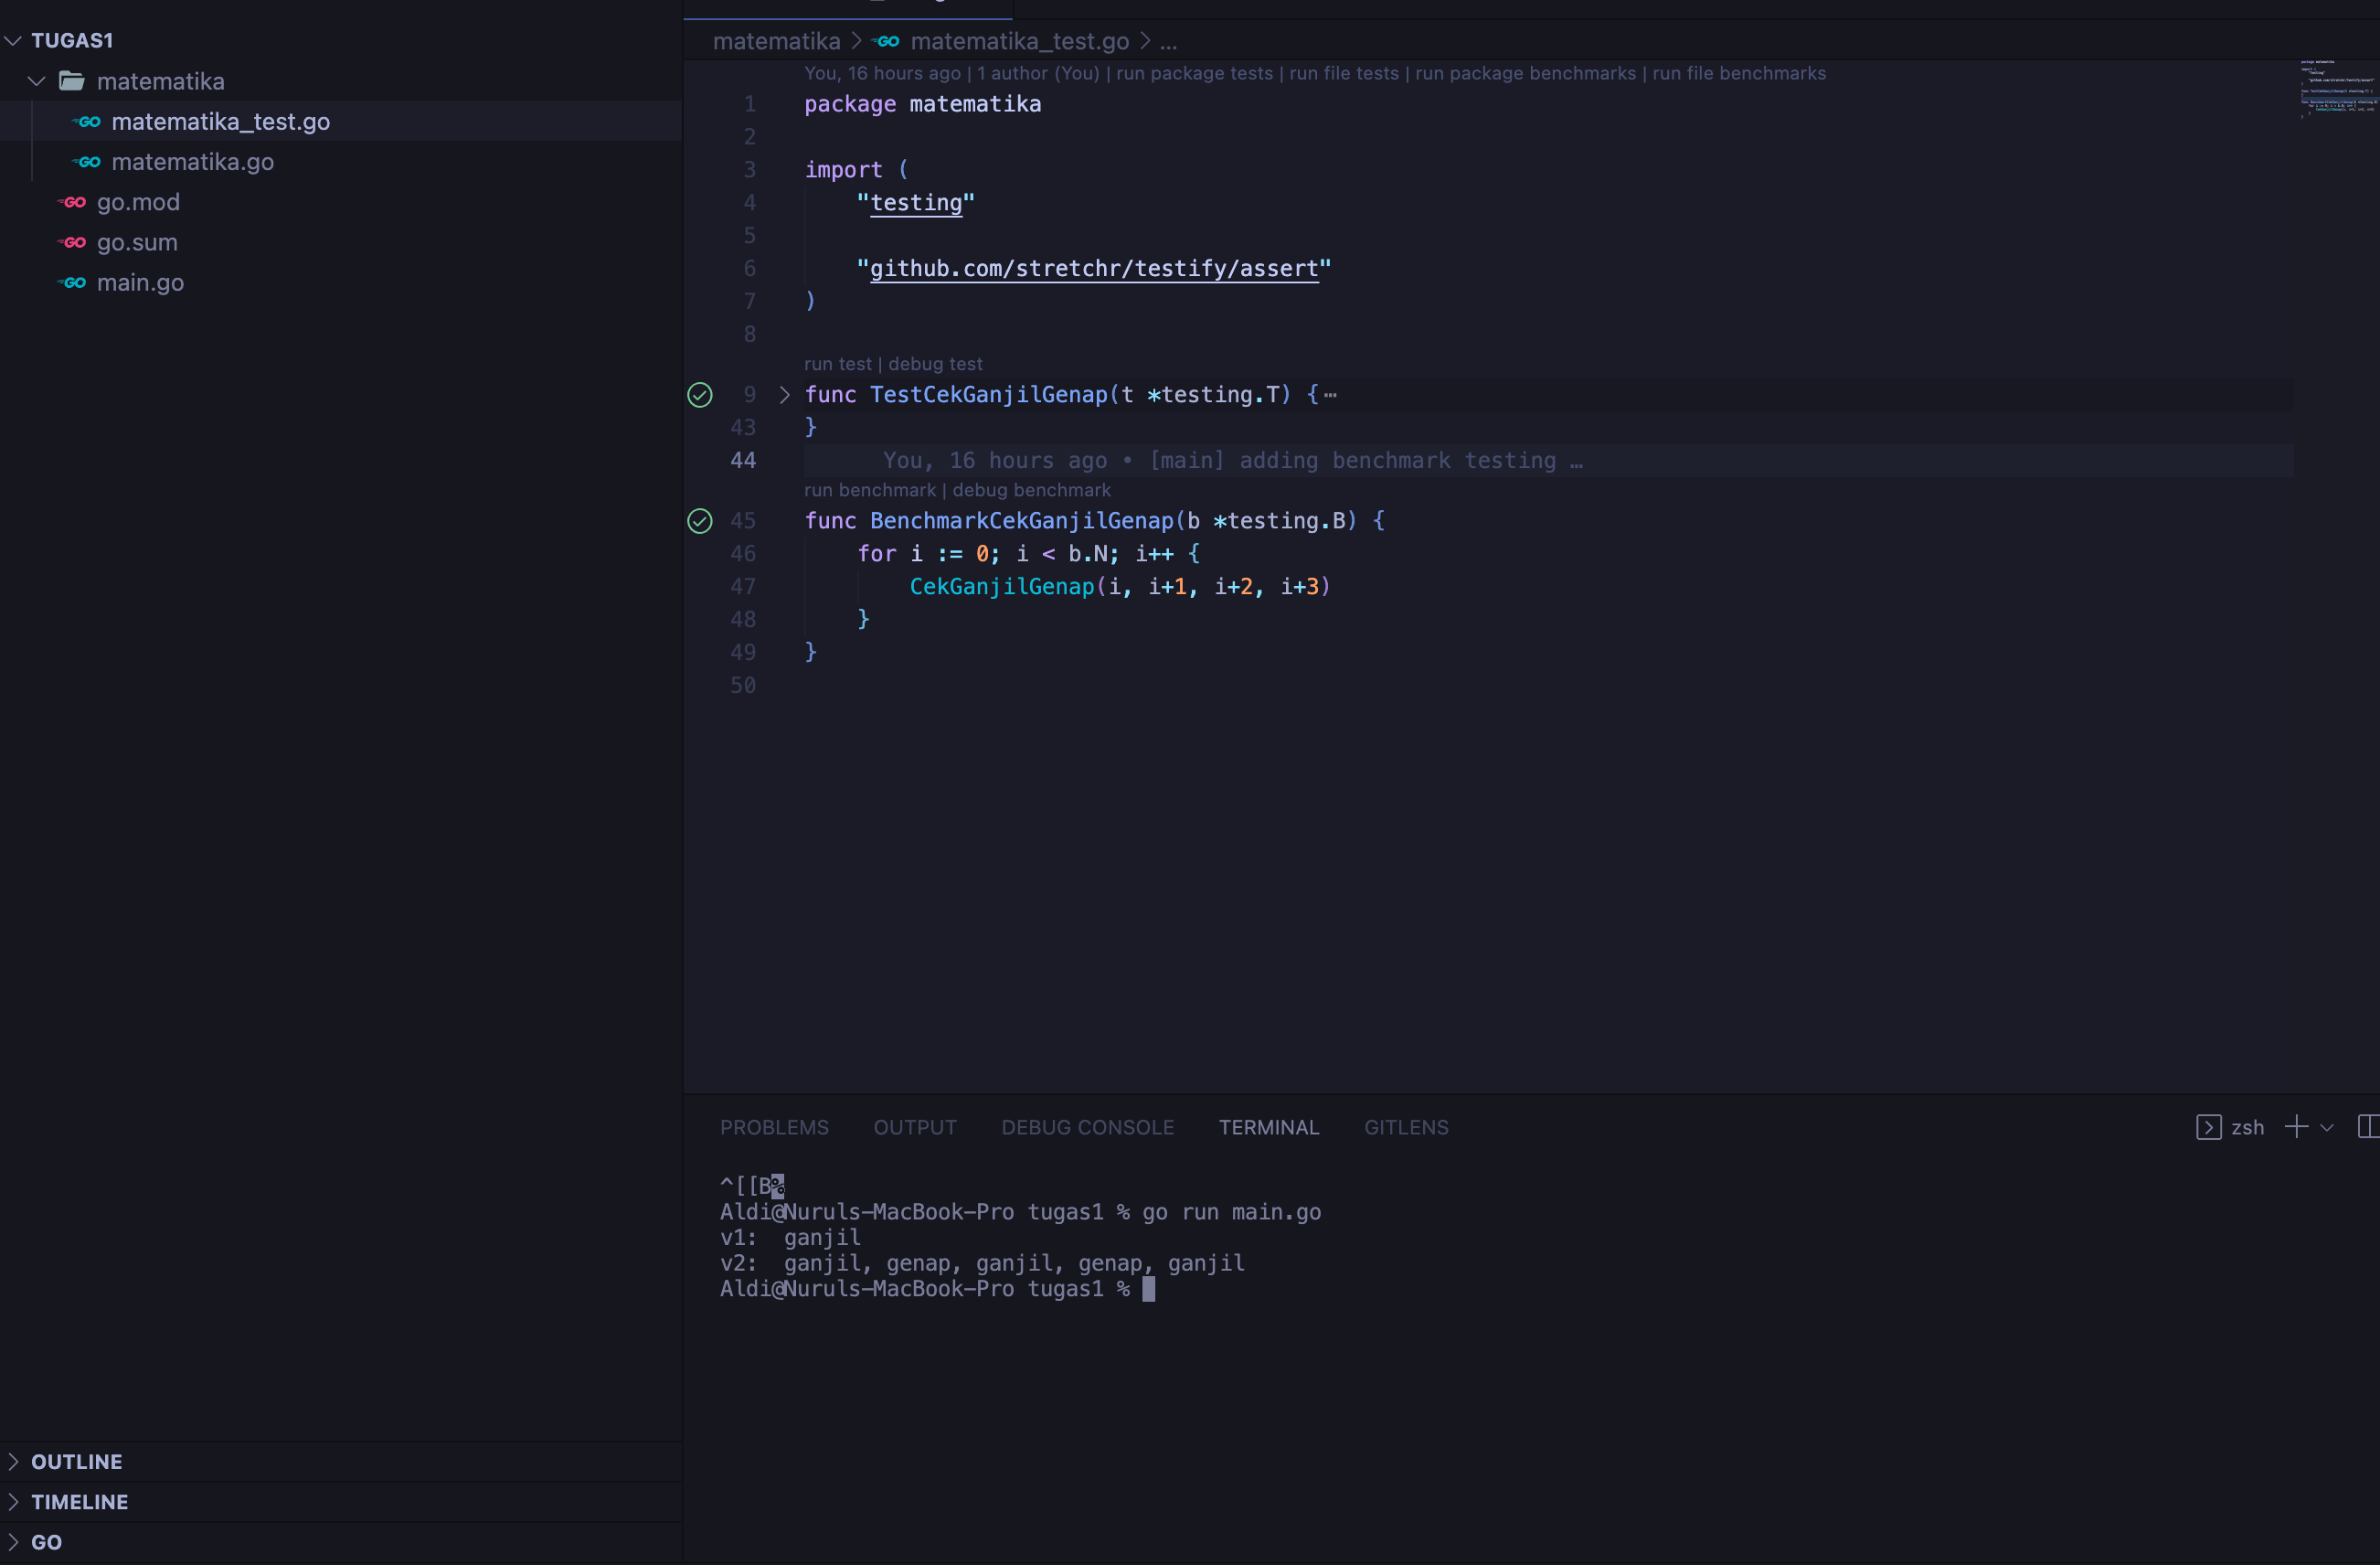 TUGAS1
matematika
GO matematika_test.go
GO matematika.go
GO go.mod
GO go.sum
GO main.go
OUTLINE
TIMELINE
GO
matematika > GO matematika_test.go > ...
You, 16 hours ago | 1 author (You) | run package tests | run file tests | run package benchmarks | run file benchmarks
1 package matematika
2
3 import (
4 "testing"
5
6 "github.com/stretchr/testify/assert"
7 )
8
run test | debug test
9 func TestCekGanjilGenap(t *testing.T) {…
43 }
44 You, 16 hours ago • [main] adding benchmark testing …
run benchmark | debug benchmark
45 func BenchmarkCekGanjilGenap(b *testing.B) {
46 for i := 0; i < b.N; i++ {
47 CekGanjilGenap(i, i+1, i+2, i+3)
48 }
49 }
50
PROBLEMS OUTPUT DEBUG CONSOLE TERMINAL GITLENS
zsh
^[[B%
Aldi@Nuruls-MacBook-Pro tugas1 % go run main.go
v1: ganjil
v2: ganjil, genap, ganjil, genap, ganjil
Aldi@Nuruls-MacBook-Pro tugas1 %